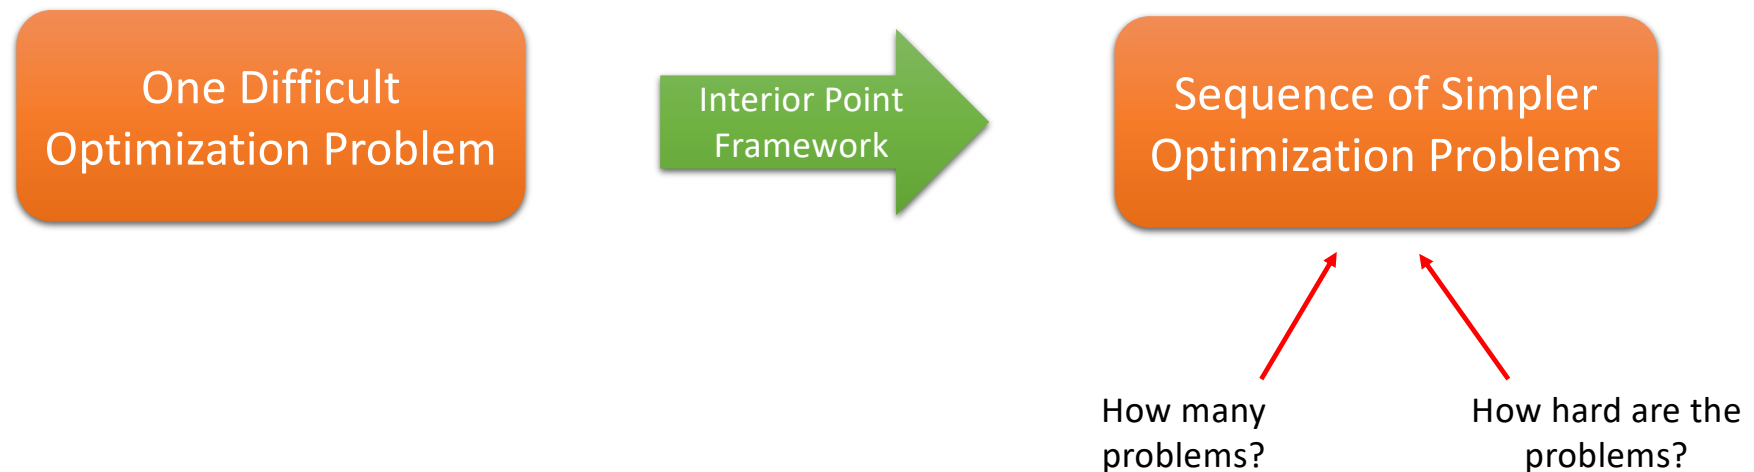 One Difficult
Optimization Problem
Interior Point
Framework
Sequence of Simpler
Optimization Problems
How many
problems?
How hard are the
problems?